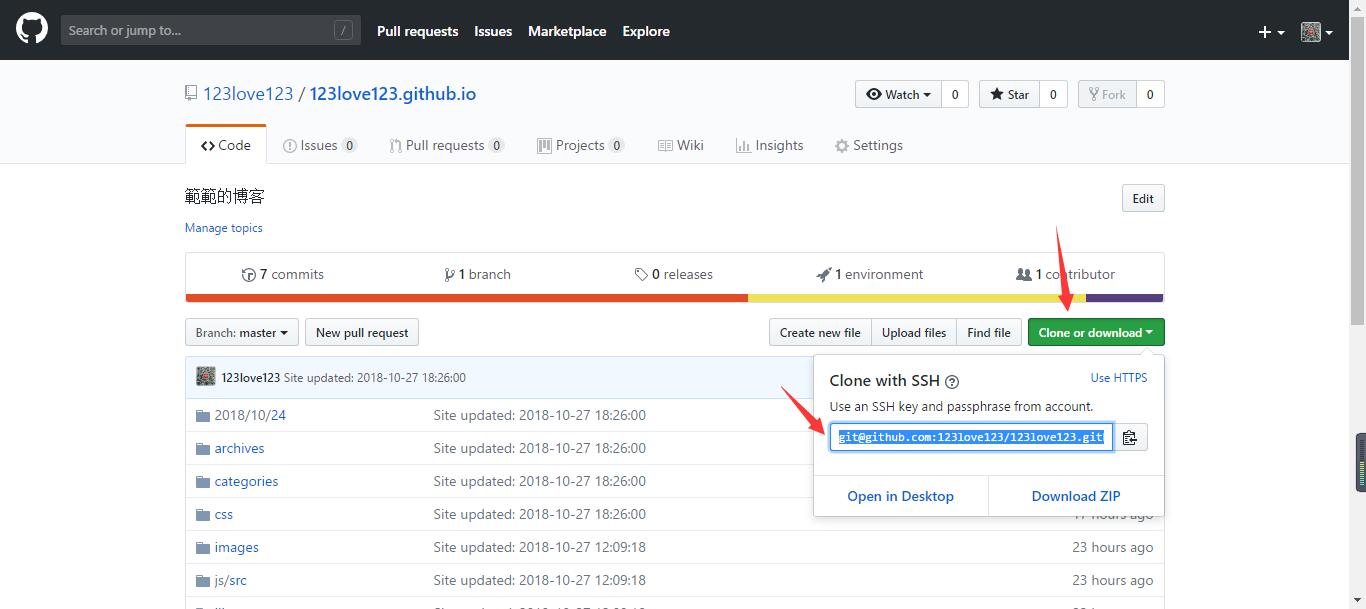 Search or jump to... / Pull requests Issues Marketplace Explore
123love123 / 123love123.github.io Watch 0 Star 0 Fork 0
Code Issues 0 Pull requests 0 Projects 0 Wiki Insights Settings
範範的博客 Edit
Manage topics
7 commits 1 branch 0 releases 1 environment 1 contributor
Branch: master New pull request Create new file Upload files Find file Clone or download
123love123 Site updated: 2018-10-27 18:26:00
Clone with SSH ? Use HTTPS
Use an SSH key and passphrase from account.
git@github.com:123love123/123love123.git
Open in Desktop Download ZIP
2018/10/24 Site updated: 2018-10-27 18:26:00
archives Site updated: 2018-10-27 18:26:00
categories Site updated: 2018-10-27 18:26:00
css Site updated: 2018-10-27 18:26:00 17 hours ago
images Site updated: 2018-10-27 12:09:18 23 hours ago
js/src Site updated: 2018-10-27 12:09:18 23 hours ago